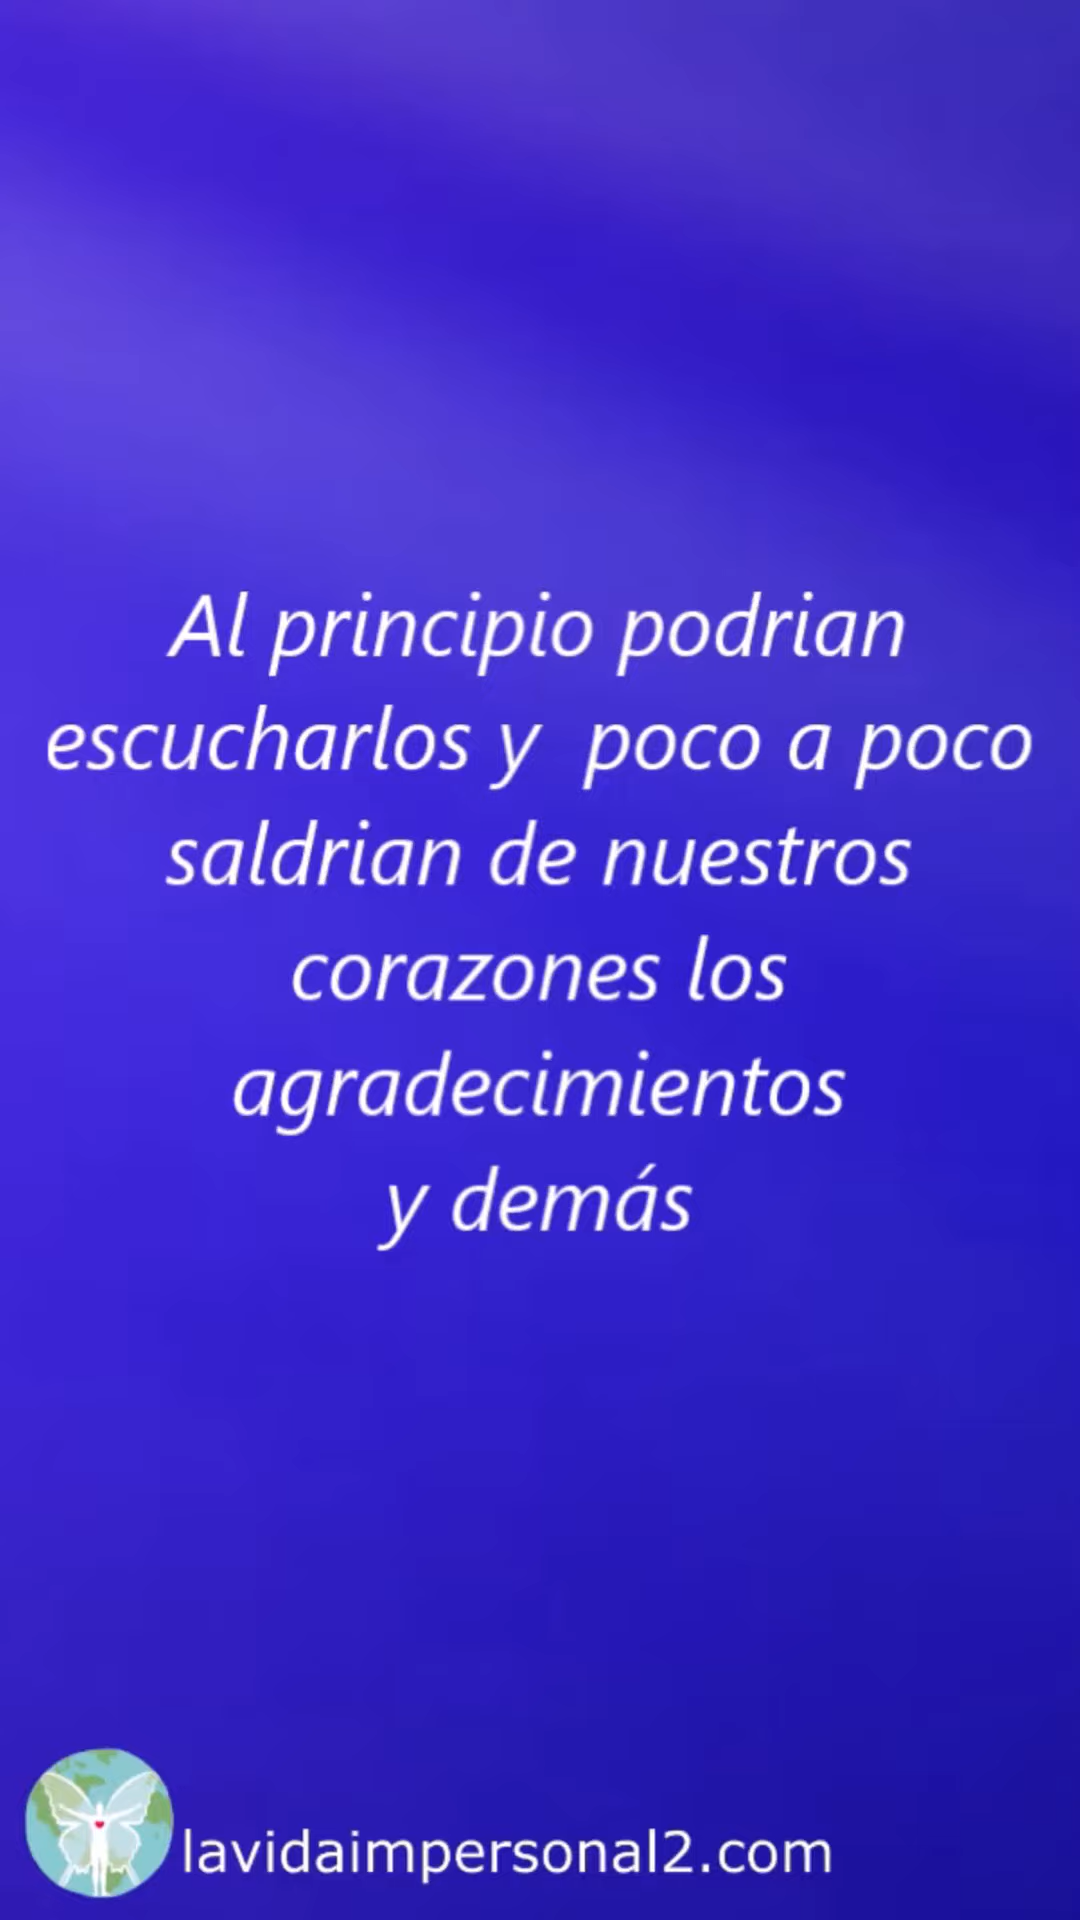 Al principio podrian
escucharlos y  poco a poco
saldrian de nuestros
corazones los
agradecimientos
y demás
lavidaimpersonal2.com